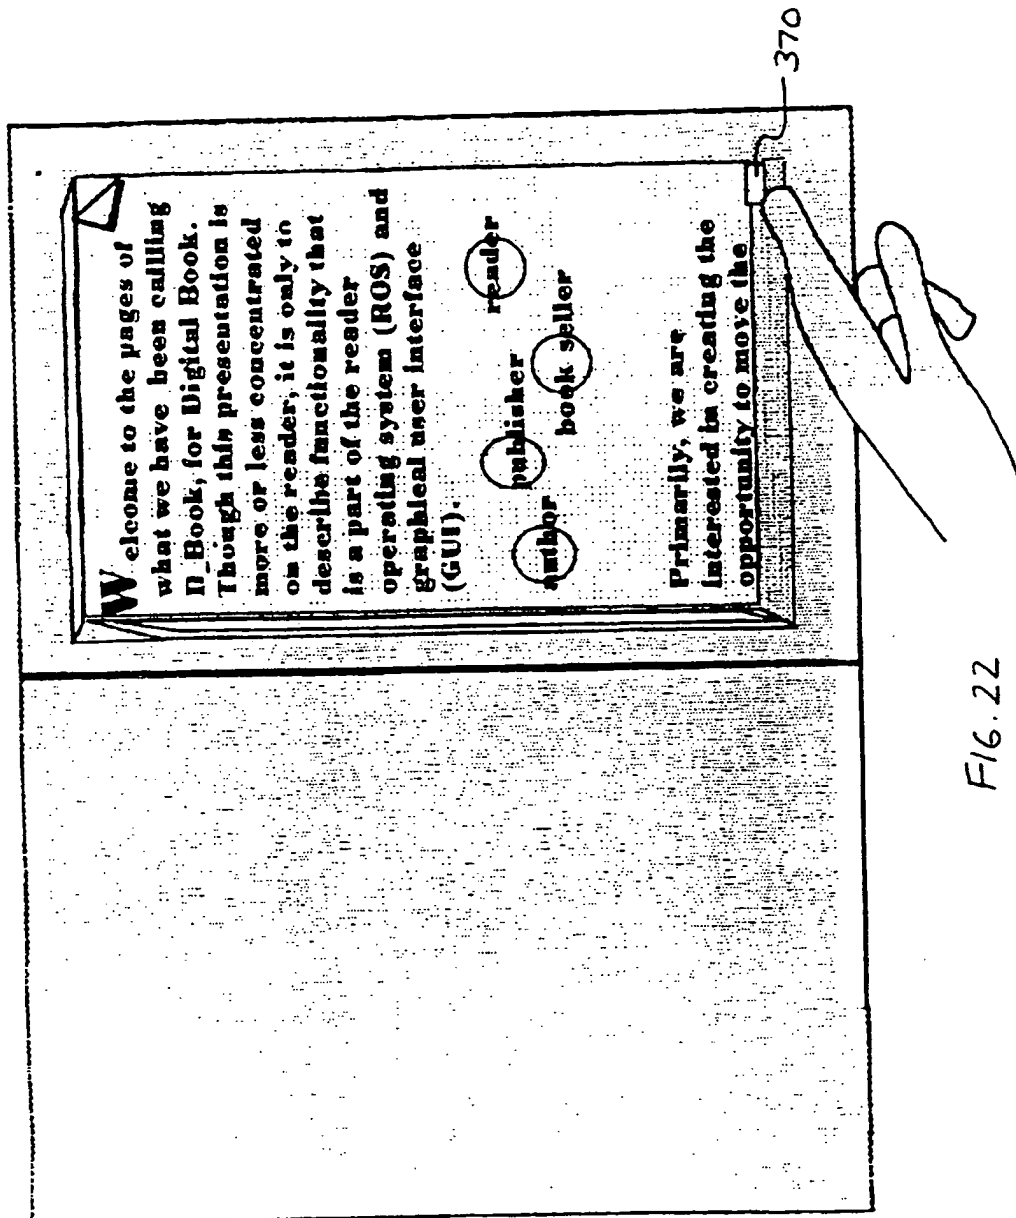 Welcome to the pages of
what we have been callling
D_Book, for Digital Book.
Though this presentation is
more or less concentrated
on the reader, it is only to
describe functionality that
is a part of the reader
operating system (ROS) and
graphical user interface
(GUI).
author publisher book seller reader
Primarily, we are
interested in creating the
opportunity to move the
370
FIG. 22